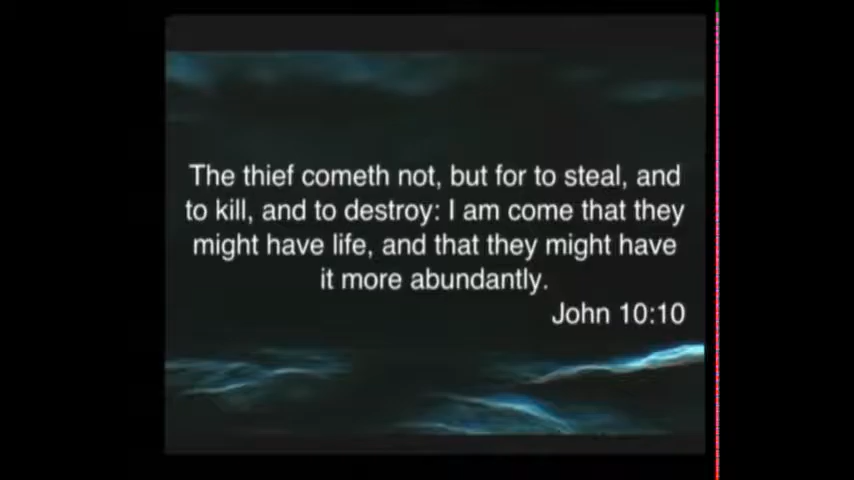 The thief cometh not, but for to steal, and
to kill, and to destroy: I am come that they
might have life, and that they might have
it more abundantly.
John 10:10